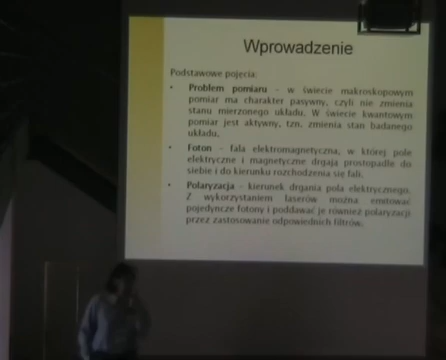 Wprowadzenie
Podstawowe pojęcia:
• Problem pomiaru - w świecie makroskopowym
pomiar ma charakter pasywny, czyli nie zmienia
stanu mierzonego układu. W świecie kwantowym
pomiar jest aktywny, tzn. zmienia stan badanego
układu.
• Foton - fala elektromagnetyczna, w której pole
elektryczne i magnetyczne drgają prostopadle do
siebie i do kierunku rozchodzenia się fali.
• Polaryzacja - kierunek drgania pola elektrycznego.
Z wykorzystaniem laserów można emitować
pojedyncze fotony i poddawać je również polaryzacji
przez zastosowanie odpowiednich filtrów.